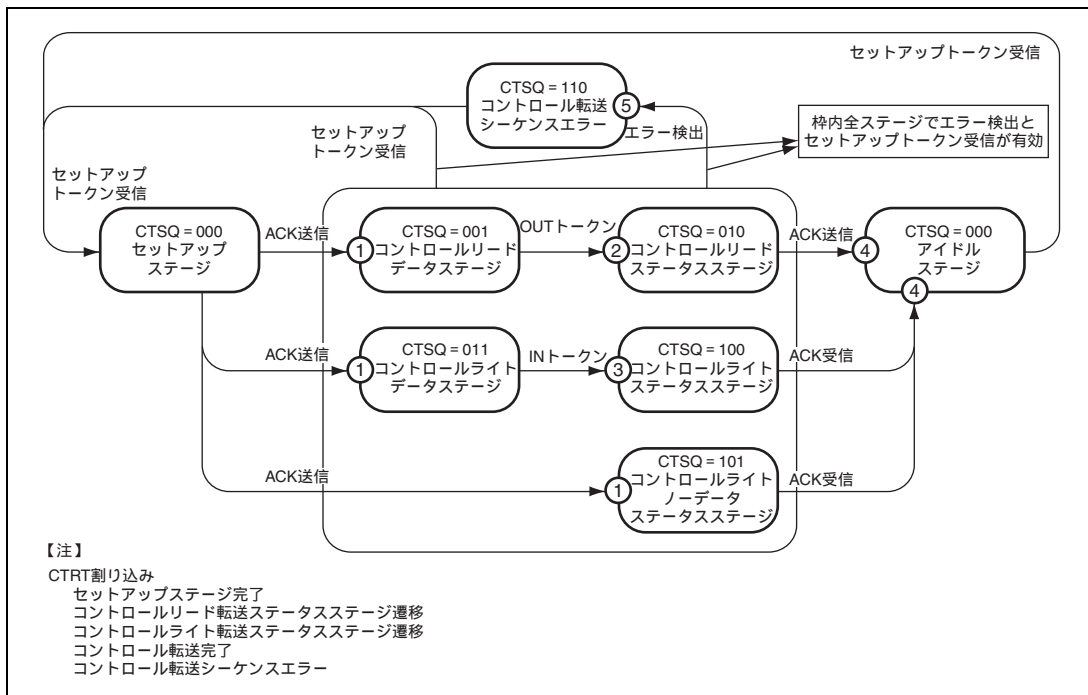 セットアップトークン受信
CTSQ = 110
コントロール転送
シーケンスエラー
⑤
エラー検出
セットアップ
トークン受信
枠内全ステージでエラー検出と
セットアップトークン受信が有効
セットアップ
トークン受信
CTSQ = 000
セットアップ
ステージ
ACK送信
①
CTSQ = 001
コントロールリード
データステージ
OUTトークン
②
CTSQ = 010
コントロールリード
ステータスステージ
ACK送信
④
CTSQ = 000
アイドル
ステージ
④
ACK送信
①
CTSQ = 011
コントロールライト
データステージ
INトークン
③
CTSQ = 100
コントロールライト
ステータスステージ
ACK受信
ACK送信
①
CTSQ = 101
コントロールライト
ノーデータ
ステータスステージ
ACK受信
【注】
CTRT割り込み
セットアップステージ完了
コントロールリード転送ステータスステージ遷移
コントロールライト転送ステータスステージ遷移
コントロール転送完了
コントロール転送シーケンスエラー